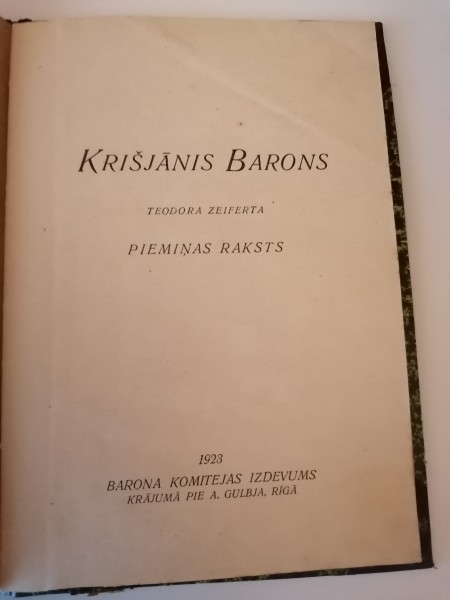 KRIŠJĀNIS BARONS
TEODORA ZEIFERTA
PIEMIŅAS RAKSTS
1923
BARONA KOMITEJAS IZDEVUMS
KRĀJUMĀ PIE A. GULBJA, RĪGĀ